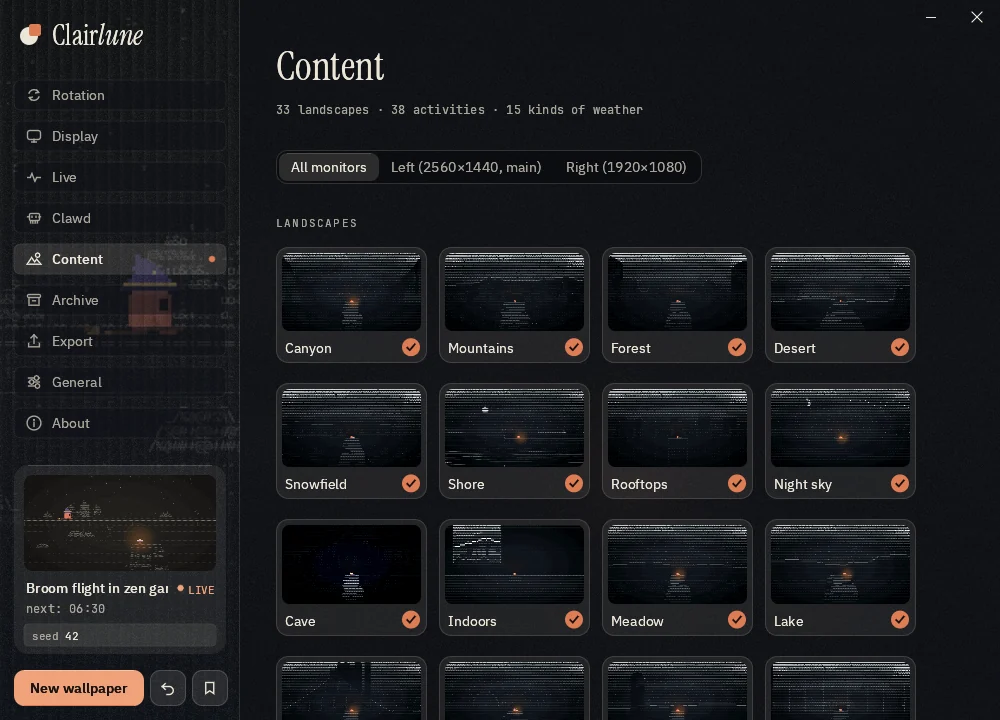 Clairlune
Rotation
Display
Live
Clawd
Content
Archive
Export
General
About
Broom flight in zen gar
LIVE
next: 06:30
seed 42
New wallpaper
Content
33 landscapes · 38 activities · 15 kinds of weather
All monitors
Left (2560×1440, main)
Right (1920×1080)
LANDSCAPES
Canyon
Mountains
Forest
Desert
Snowfield
Shore
Rooftops
Night sky
Cave
Indoors
Meadow
Lake